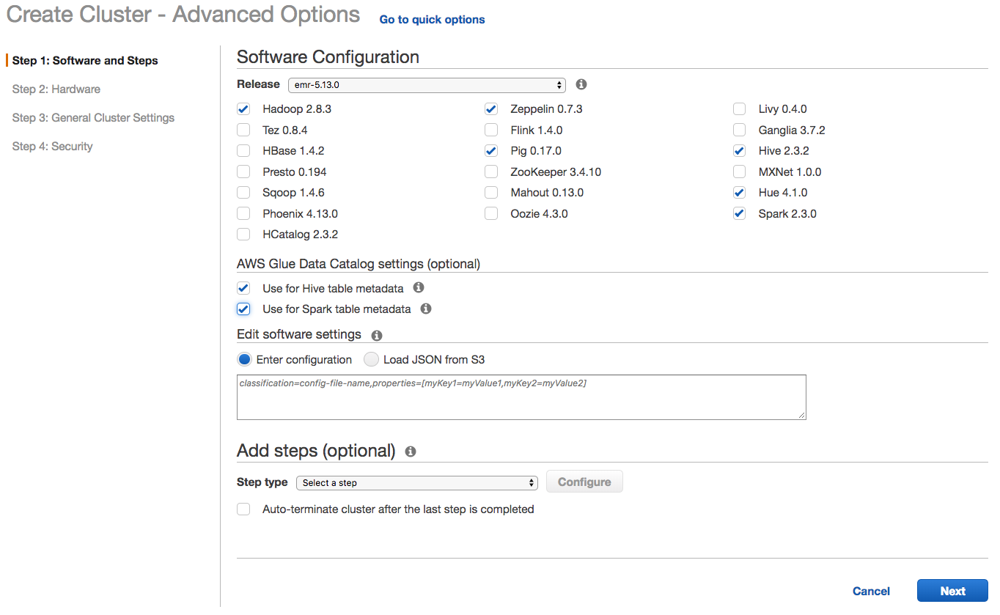 Create Cluster - Advanced Options Go to quick options
Step 1: Software and Steps
Step 2: Hardware
Step 3: General Cluster Settings
Step 4: Security
Software Configuration
Release emr-5.13.0
Hadoop 2.8.3 Zeppelin 0.7.3 Livy 0.4.0
Tez 0.8.4 Flink 1.4.0 Ganglia 3.7.2
HBase 1.4.2 Pig 0.17.0 Hive 2.3.2
Presto 0.194 ZooKeeper 3.4.10 MXNet 1.0.0
Sqoop 1.4.6 Mahout 0.13.0 Hue 4.1.0
Phoenix 4.13.0 Oozie 4.3.0 Spark 2.3.0
HCatalog 2.3.2
AWS Glue Data Catalog settings (optional)
Use for Hive table metadata
Use for Spark table metadata
Edit software settings
Enter configuration Load JSON from S3
classification=config-file-name,properties=[myKey1=myValue1,myKey2=myValue2]
Add steps (optional)
Step type Select a step Configure
Auto-terminate cluster after the last step is completed
Cancel Next